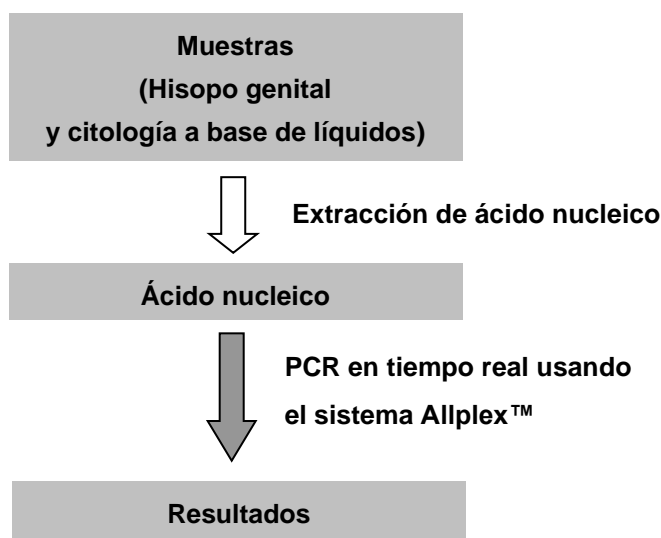 Muestras
(Hisopo genital
y citología a base de líquidos)
Extracción de ácido nucleico
Ácido nucleico
PCR en tiempo real usando
el sistema Allplex™
Resultados